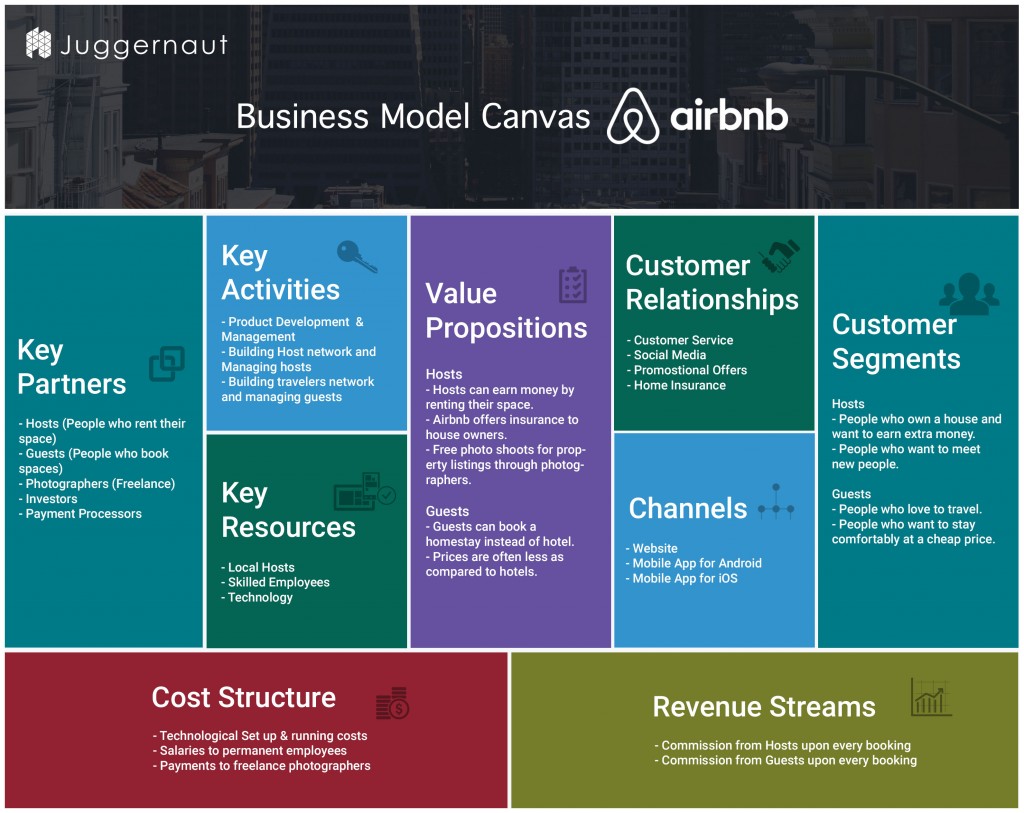 Juggernaut
Business Model Canvas airbnb
Key
Partners
- Hosts (People who rent their
space)
- Guests (People who book
spaces)
- Photographers (Freelance)
- Investors
- Payment Processors
Key
Activities
- Product Development &
Management
- Building Host network and
Managing hosts
- Building travelers network
and managing guests
Key
Resources
- Local Hosts
- Skilled Employees
- Technology
Value
Propositions
Hosts
- Hosts can earn money by
renting their space.
- Airbnb offers insurance to
house owners.
- Free photo shoots for prop-
erty listings through photog-
raphers.
Guests
- Guests can book a
homestay instead of hotel.
- Prices are often less as
compared to hotels.
Customer
Relationships
- Customer Service
- Social Media
- Promostional Offers
- Home Insurance
Channels
- Website
- Mobile App for Android
- Mobile App for iOS
Customer
Segments
Hosts
- People who own a house and
want to earn extra money.
- People who want to meet
new people.
Guests
- People who love to travel.
- People who want to stay
comfortably at a cheap price.
Cost Structure
$
- Technological Set up & running costs
- Salaries to permanent employees
- Payments to freelance photographers
Revenue Streams
- Commission from Hosts upon every booking
- Commission from Guests upon every booking